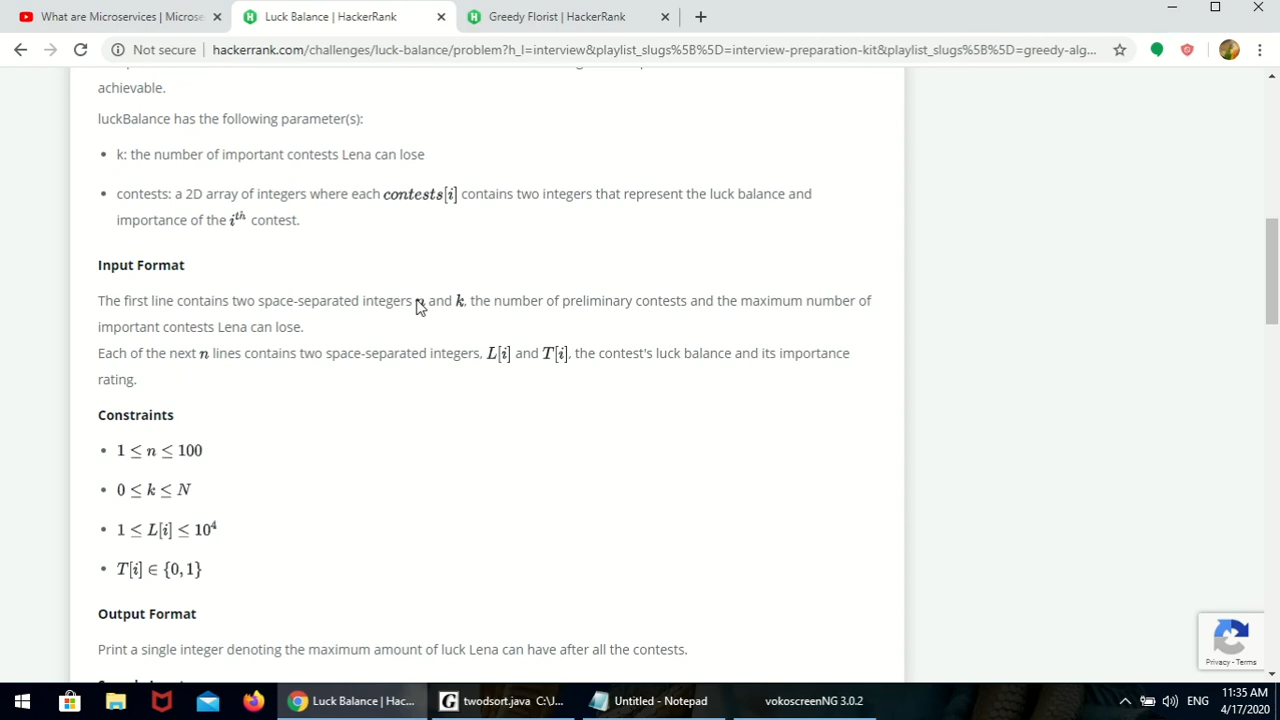 What are Microservices | Microse
Luck Balance | HackerRank
Greedy Florist | HackerRank
Not secure
hackerrank.com/challenges/luck-balance/problem?h_l=interview&playlist_slugs%5B%5D=interview-preparation-kit&playlist_slugs%5B%5D=greedy-alg...
achievable.
luckBalance has the following parameter(s):
• k: the number of important contests Lena can lose
• contests: a 2D array of integers where each contests[i] contains two integers that represent the luck balance and
importance of the i^th contest.
Input Format
The first line contains two space-separated integers n and k, the number of preliminary contests and the maximum number of
important contests Lena can lose.
Each of the next n lines contains two space-separated integers, L[i] and T[i], the contest's luck balance and its importance
rating.
Constraints
• 1 ≤ n ≤ 100
• 0 ≤ k ≤ N
• 1 ≤ L[i] ≤ 10^4
• T[i] ∈ {0, 1}
Output Format
Print a single integer denoting the maximum amount of luck Lena can have after all the contests.
Privacy - Terms
Luck Balance | Hac...
twodsort.java C:\J...
Untitled - Notepad
vokoscreenNG 3.0.2
ENG
11:35 AM
4/17/2020